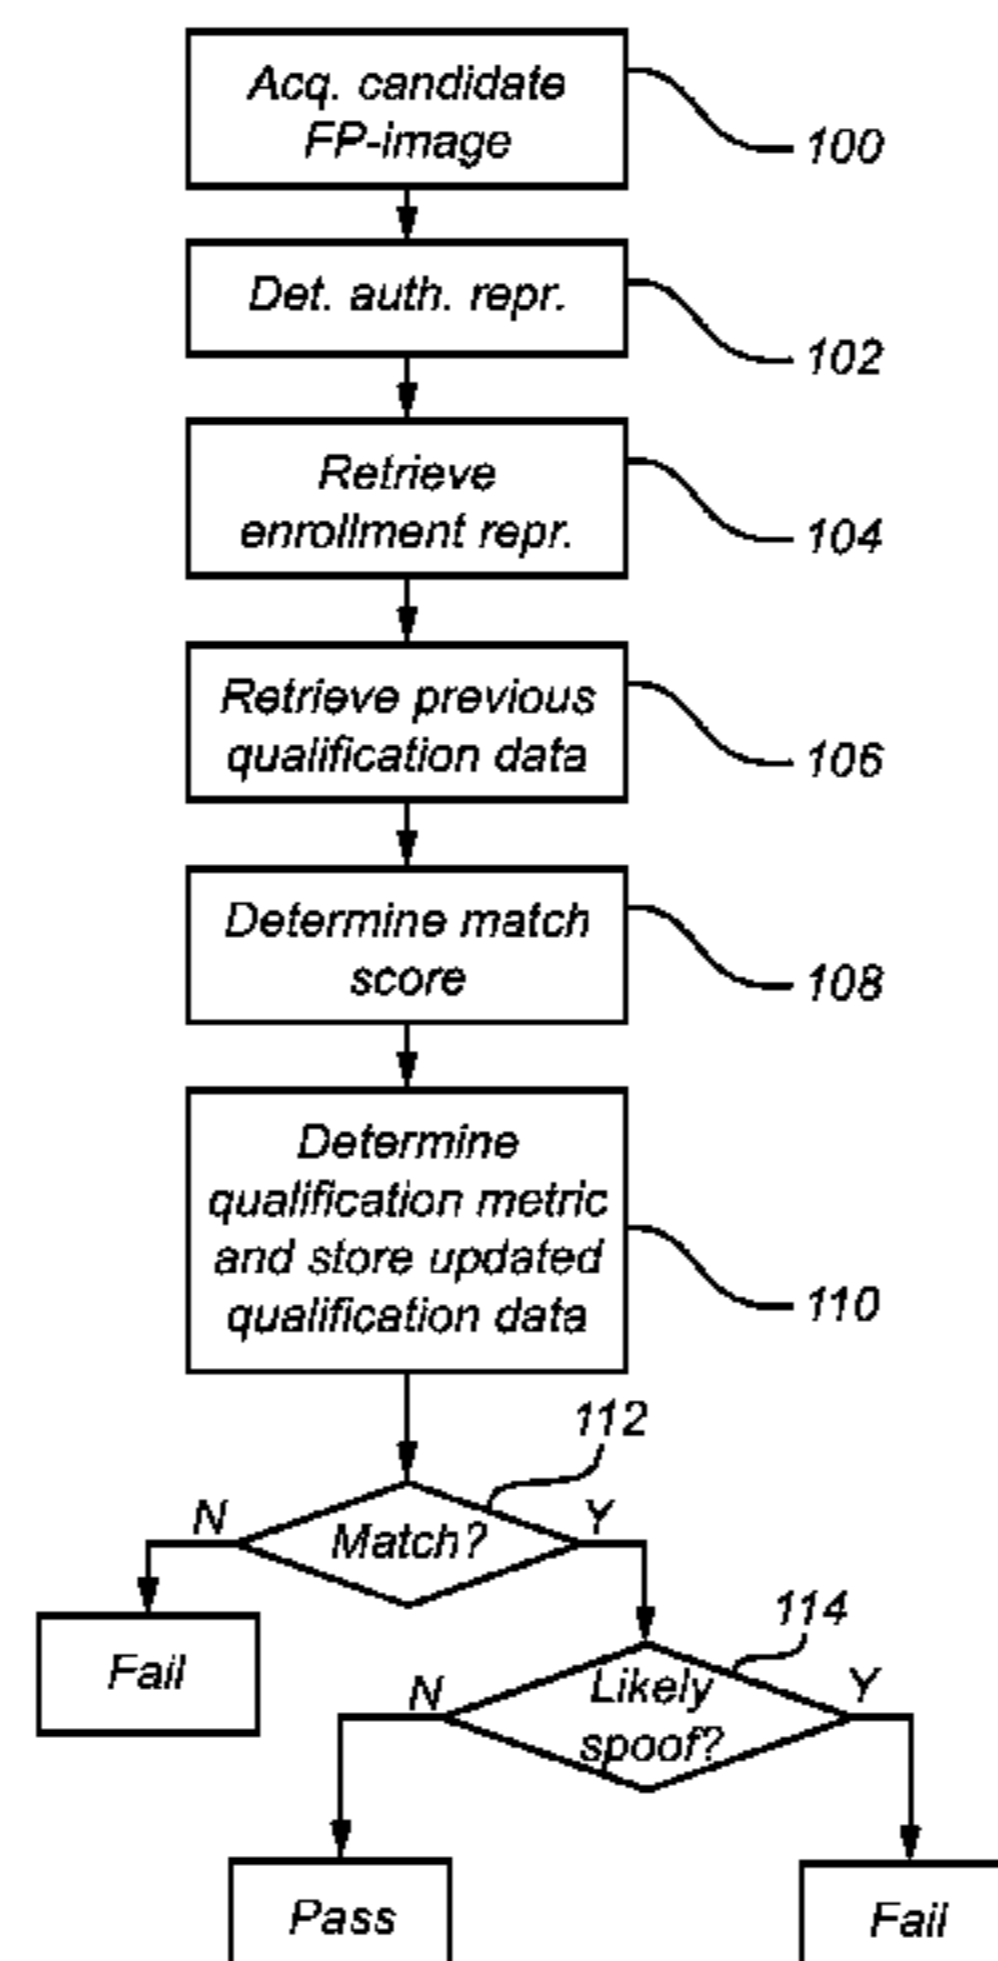 Acq. candidate
FP-image
100
Det. auth. repr.
102
Retrieve
enrollment repr.
104
Retrieve previous
qualification data
106
Determine match
score
108
Determine
qualification metric
and store updated
qualification data
110
112
N
Match?
Y
114
Fail
N
Likely
spoof?
Y
Pass
Fail